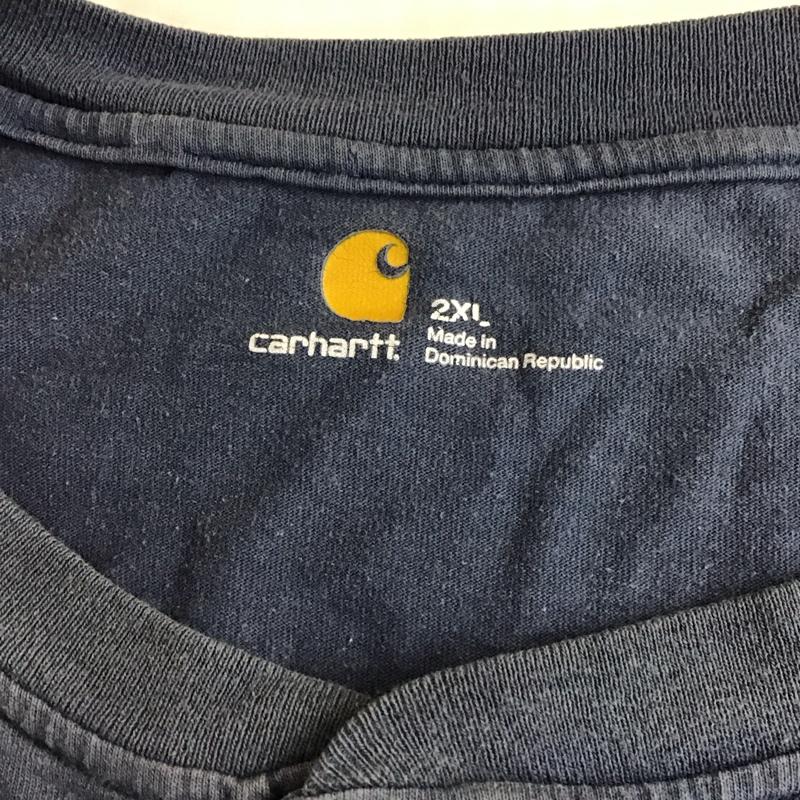 carhartt.
2XL
Made in
Dominican Republic